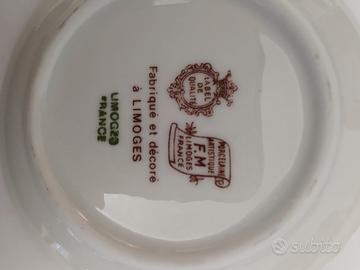 LABEL
DE
QUALITÉ
Fabriqué et décoré
à LIMOGES
LIMOGES
FRANCE
PORCELAINE
ARTISTIQUE
F.M
LIMOGES
FRANCE
subito